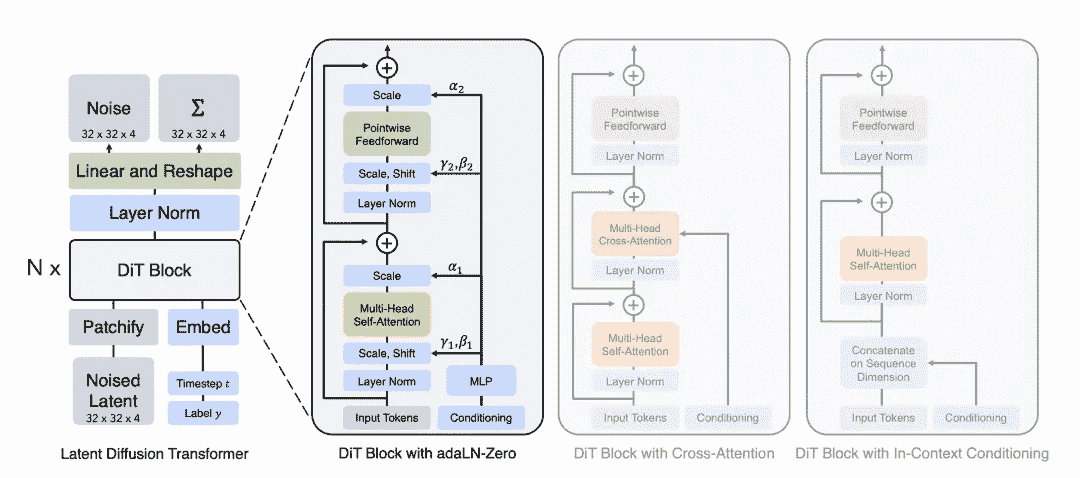 Noise
32 x 32 x 4
Σ
32 x 32 x 4
Linear and Reshape
Layer Norm
N x
DiT Block
Patchify
Embed
Noised
Latent
32 x 32 x 4
Timestep t
Label y
Latent Diffusion Transformer
Scale
α₂
Pointwise
Feedforward
Scale, Shift
γ₂,β₂
Layer Norm
Scale
α₁
Multi-Head
Self-Attention
Scale, Shift
γ₁,β₁
Layer Norm
MLP
Input Tokens
Conditioning
DiT Block with adaLN-Zero
Pointwise
Feedforward
Layer Norm
Multi-Head
Cross-Attention
Layer Norm
Multi-Head
Self-Attention
Layer Norm
Input Tokens
Conditioning
DiT Block with Cross-Attention
Pointwise
Feedforward
Layer Norm
Multi-Head
Self-Attention
Layer Norm
Concatenate
on Sequence
Dimension
Input Tokens
Conditioning
DiT Block with In-Context Conditioning